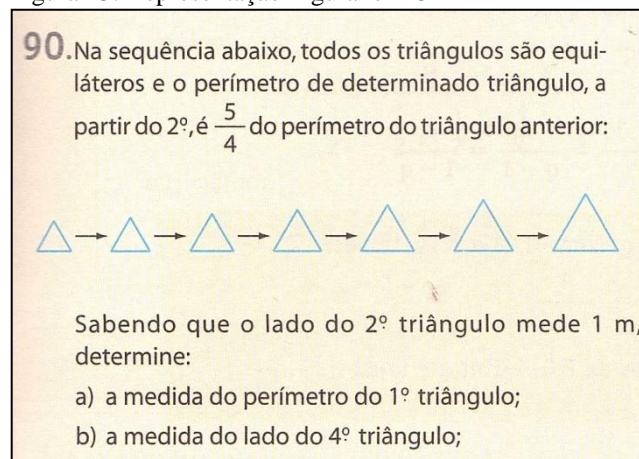 90. Na sequência abaixo, todos os triângulos são equi-
láteros e o perímetro de determinado triângulo, a
partir do 2º, é 5/4 do perímetro do triângulo anterior:
Sabendo que o lado do 2º triângulo mede 1 m,
determine:
a) a medida do perímetro do 1º triângulo;
b) a medida do lado do 4º triângulo;